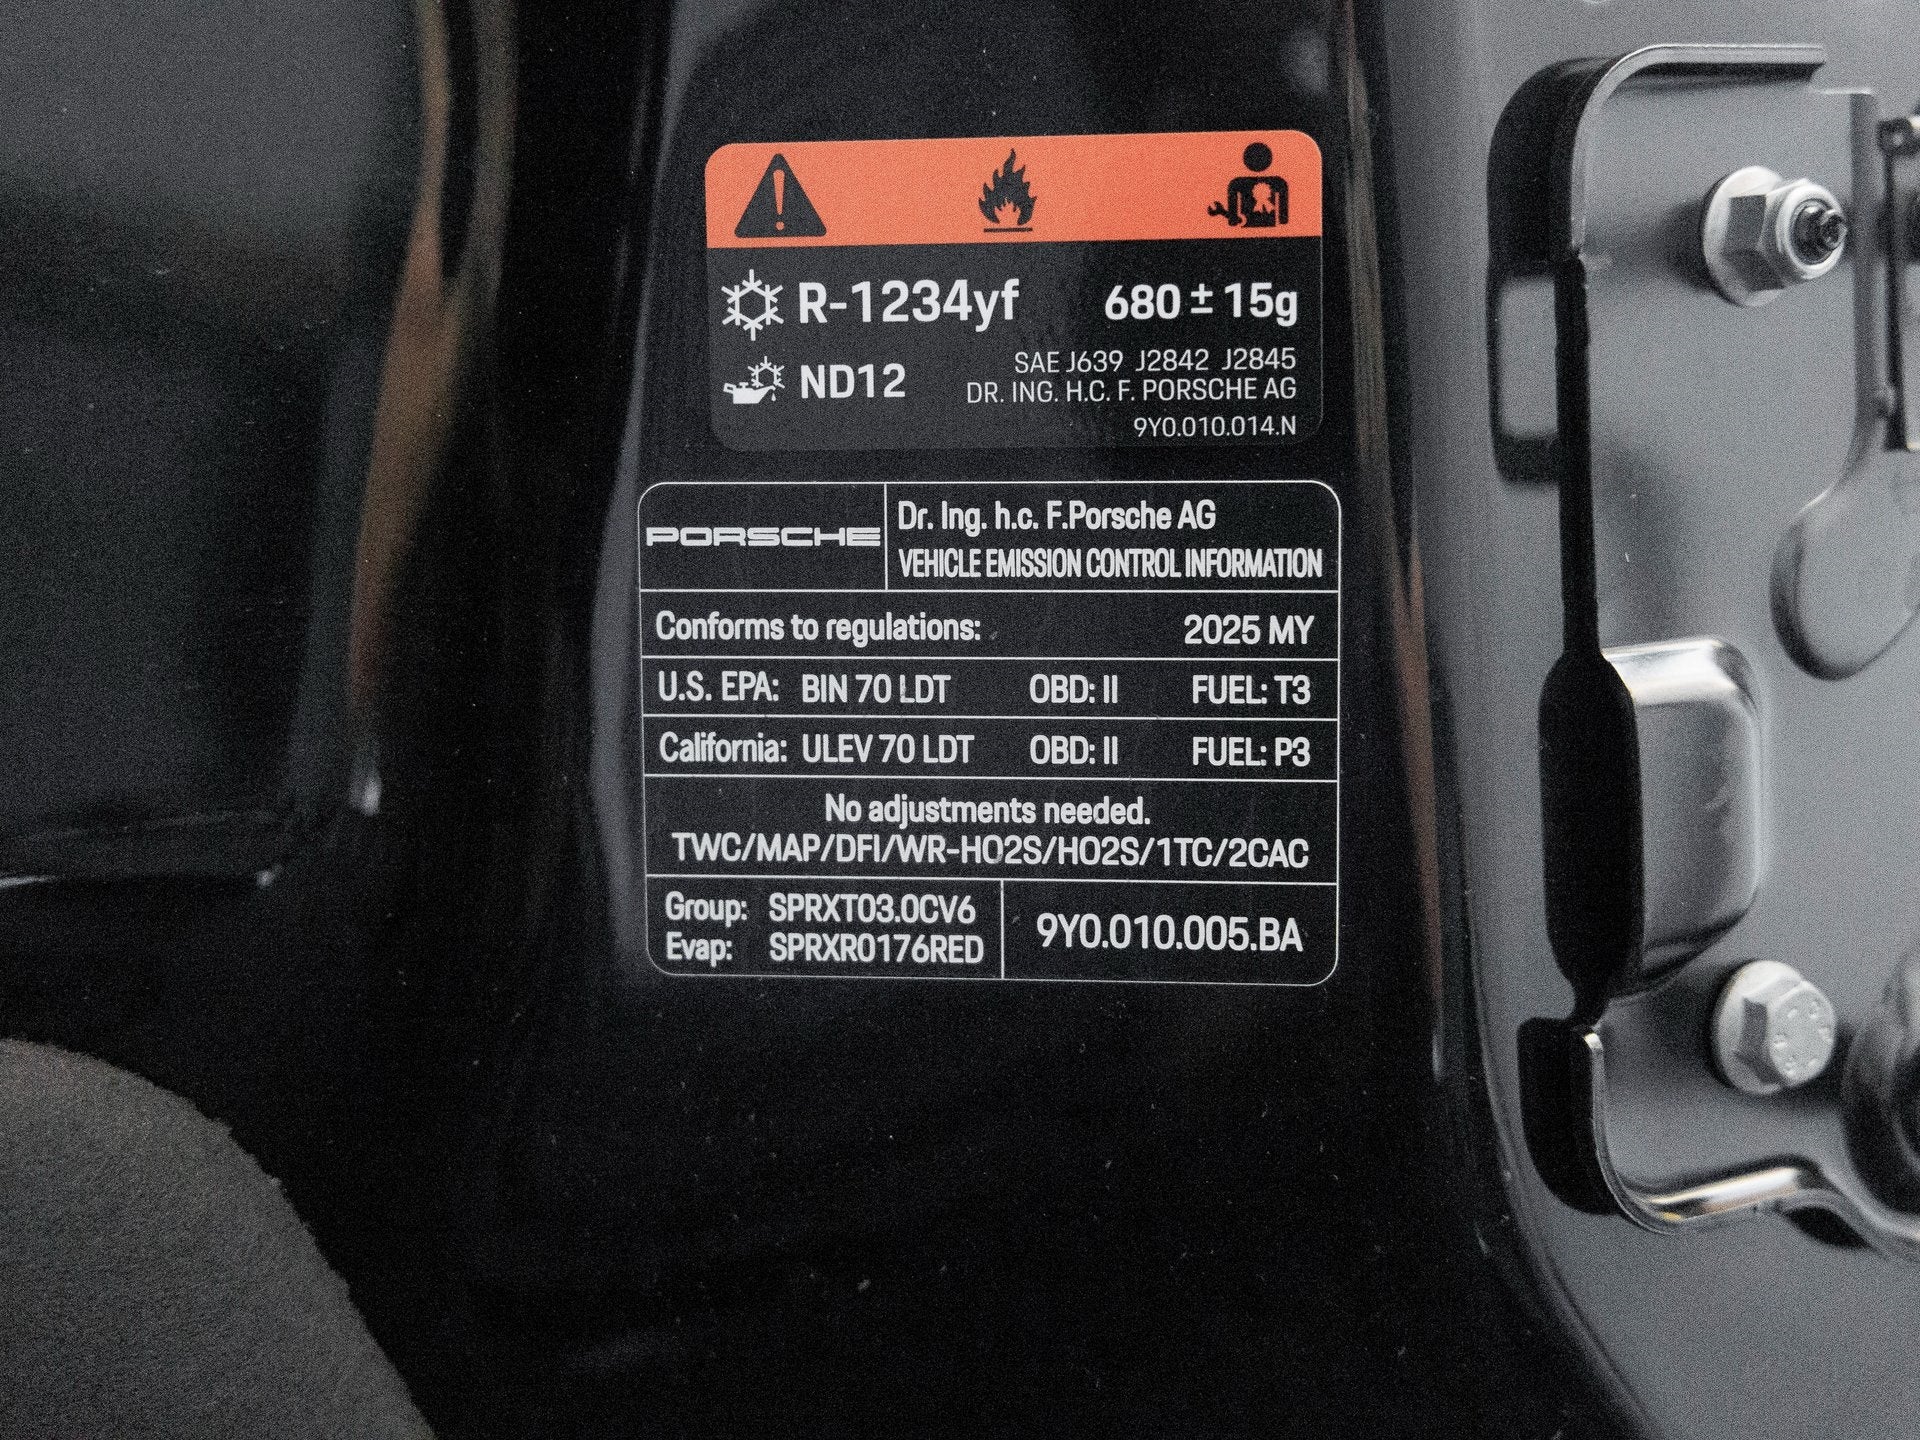 R-1234yf 680 ± 15g
ND12 SAE J639 J2842 J2845
DR. ING. H.C. F. PORSCHE AG
9Y0.010.014.N
PORSCHE Dr. Ing. h.c. F.Porsche AG
VEHICLE EMISSION CONTROL INFORMATION
Conforms to regulations: 2025 MY
U.S. EPA: BIN 70 LDT OBD: II FUEL: T3
California: ULEV 70 LDT OBD: II FUEL: P3
No adjustments needed.
TWC/MAP/DFI/WR-HO2S/HO2S/1TC/2CAC
Group: SPRXT03.0CV6
Evap: SPRXR0176RED
9Y0.010.005.BA